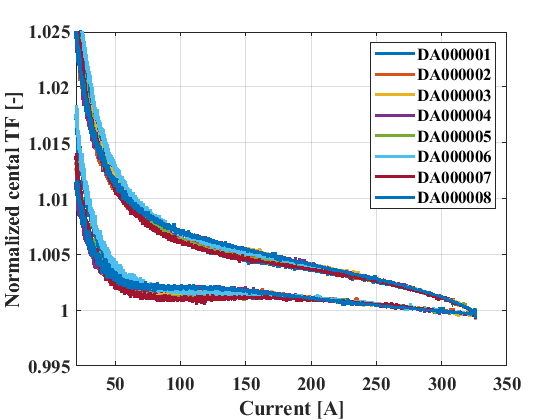 1.025
1.02
1.015
1.01
1.005
1
0.995
Normalized cental TF [-]
50
100
150
200
250
300
350
Current [A]
DA000001
DA000002
DA000003
DA000004
DA000005
DA000006
DA000007
DA000008